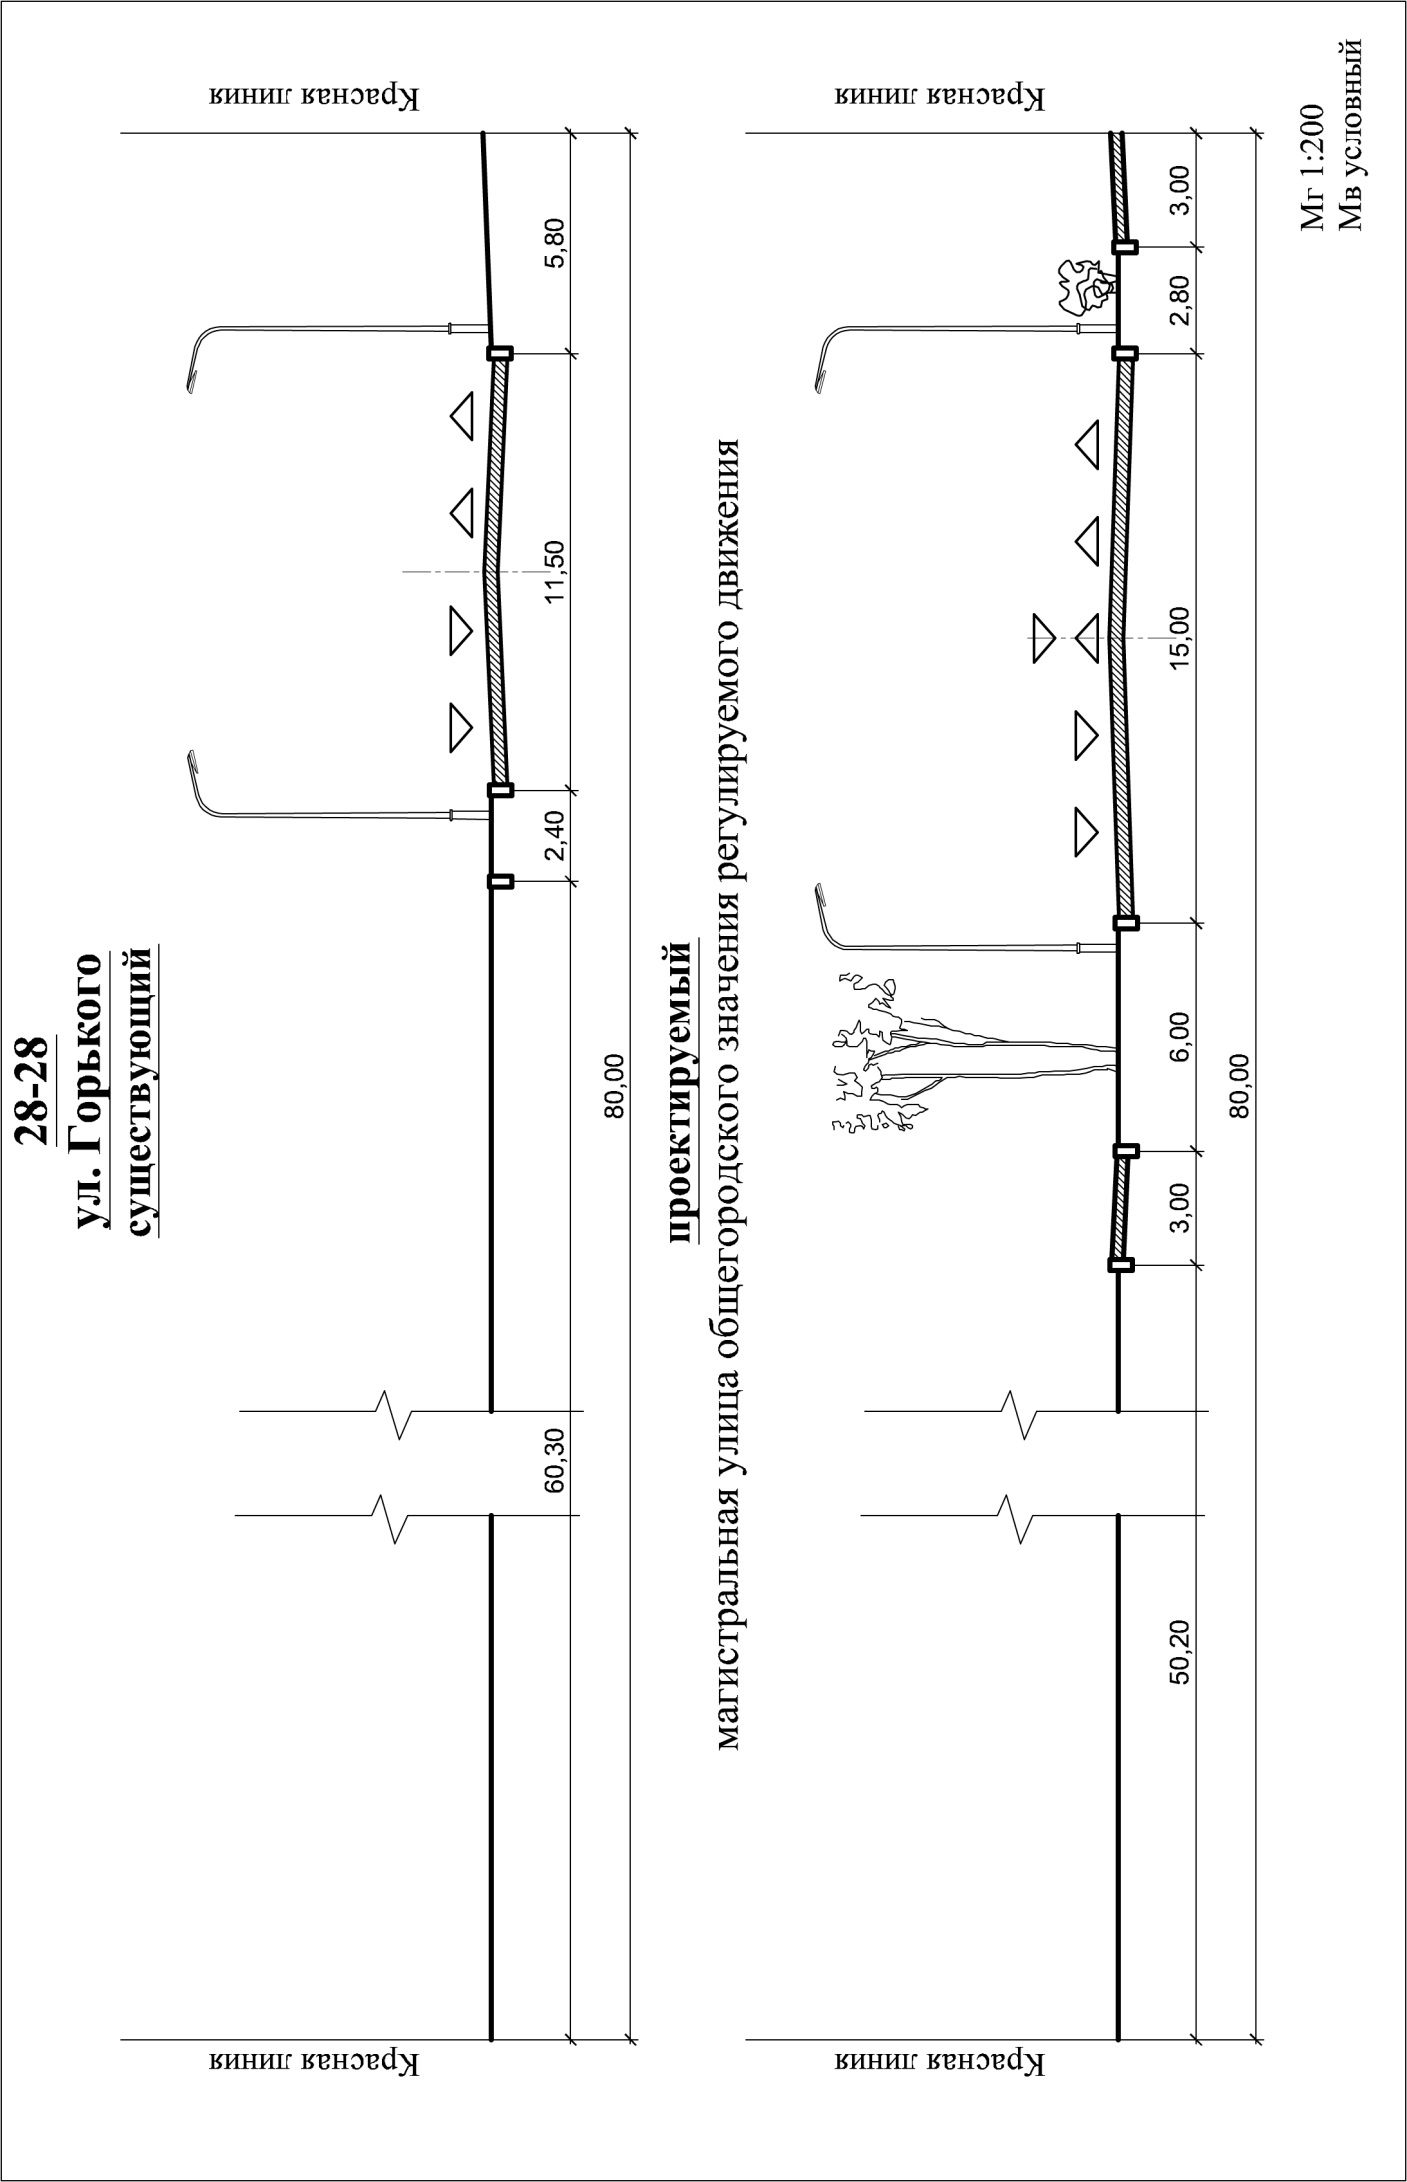 28-28
ул. Горького
существующий
Красная линия
Красная линия
60,30
2,40
11,50
5,80
80,00
проектируемый
магистральная улица общегородского значения регулируемого движения
Красная линия
Красная линия
50,20
3,00
6,00
15,00
2,80
3,00
80,00
Мг 1:200
Мв условный